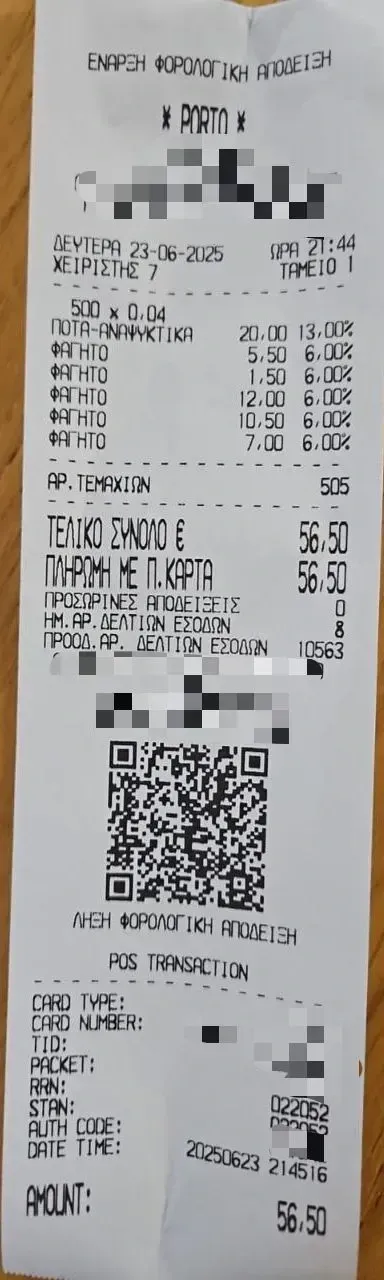 ΕΝΑΡΞΗ ΦΟΡΟΛΟΓΙΚΗ ΑΠΟΔΕΙΞΗ
* PORTO *
ΔΕΥΤΕΡΑ 23-06-2025 ΩΡΑ 21:44
ΧΕΙΡΙΣΤΗΣ 7 ΤΑΜΕΙΟ 1
500 x 0,04
ΠΟΤΑ-ΑΝΑΨΥΚΤΙΚΑ 20,00 13,00%
ΦΑΓΗΤΟ 5,50 6,00%
ΦΑΓΗΤΟ 1,50 6,00%
ΦΑΓΗΤΟ 12,00 6,00%
ΦΑΓΗΤΟ 10,50 6,00%
ΦΑΓΗΤΟ 7,00 6,00%
ΑΡ.ΤΕΜΑΧΙΩΝ 505
ΤΕΛΙΚΟ ΣΥΝΟΛΟ € 56,50
ΠΛΗΡΩΜΗ ΜΕ Π.ΚΑΡΤΑ 56,50
ΠΡΟΣΩΡΙΝΕΣ ΑΠΟΔΕΙΞΕΙΣ 0
ΗΜ.ΑΡ.ΔΕΛΤΙΩΝ ΕΣΟΔΩΝ 8
ΠΡΟΟΔ.ΑΡ. ΔΕΛΤΙΩΝ ΕΣΟΔΩΝ 10563
ΛΗΞΗ ΦΟΡΟΛΟΓΙΚΗ ΑΠΟΔΕΙΞΗ
POS TRANSACTION
CARD TYPE:
CARD NUMBER:
TID:
PACKET:
RRN:
STAN: 022052
AUTH CODE:
DATE TIME: 20250623 214516
AMOUNT: 56,50